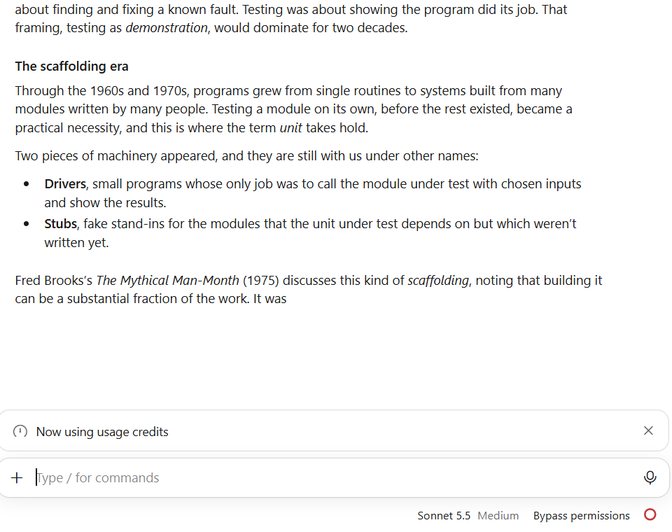 about finding and fixing a known fault. Testing was about showing the program did its job. That
framing, testing as demonstration, would dominate for two decades.
The scaffolding era
Through the 1960s and 1970s, programs grew from single routines to systems built from many
modules written by many people. Testing a module on its own, before the rest existed, became a
practical necessity, and this is where the term unit takes hold.
Two pieces of machinery appeared, and they are still with us under other names:
• Drivers, small programs whose only job was to call the module under test with chosen inputs
and show the results.
• Stubs, fake stand-ins for the modules that the unit under test depends on but which weren’t
written yet.
Fred Brooks’s The Mythical Man-Month (1975) discusses this kind of scaffolding, noting that building it
can be a substantial fraction of the work. It was
Now using usage credits
Type / for commands
Sonnet 5.5 Medium Bypass permissions